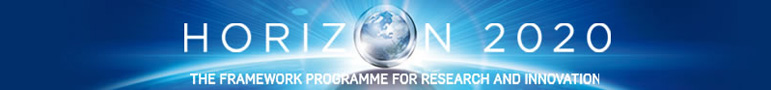 HORIZON 2020
THE FRAMEWORK PROGRAMME FOR RESEARCH AND INNOVATION